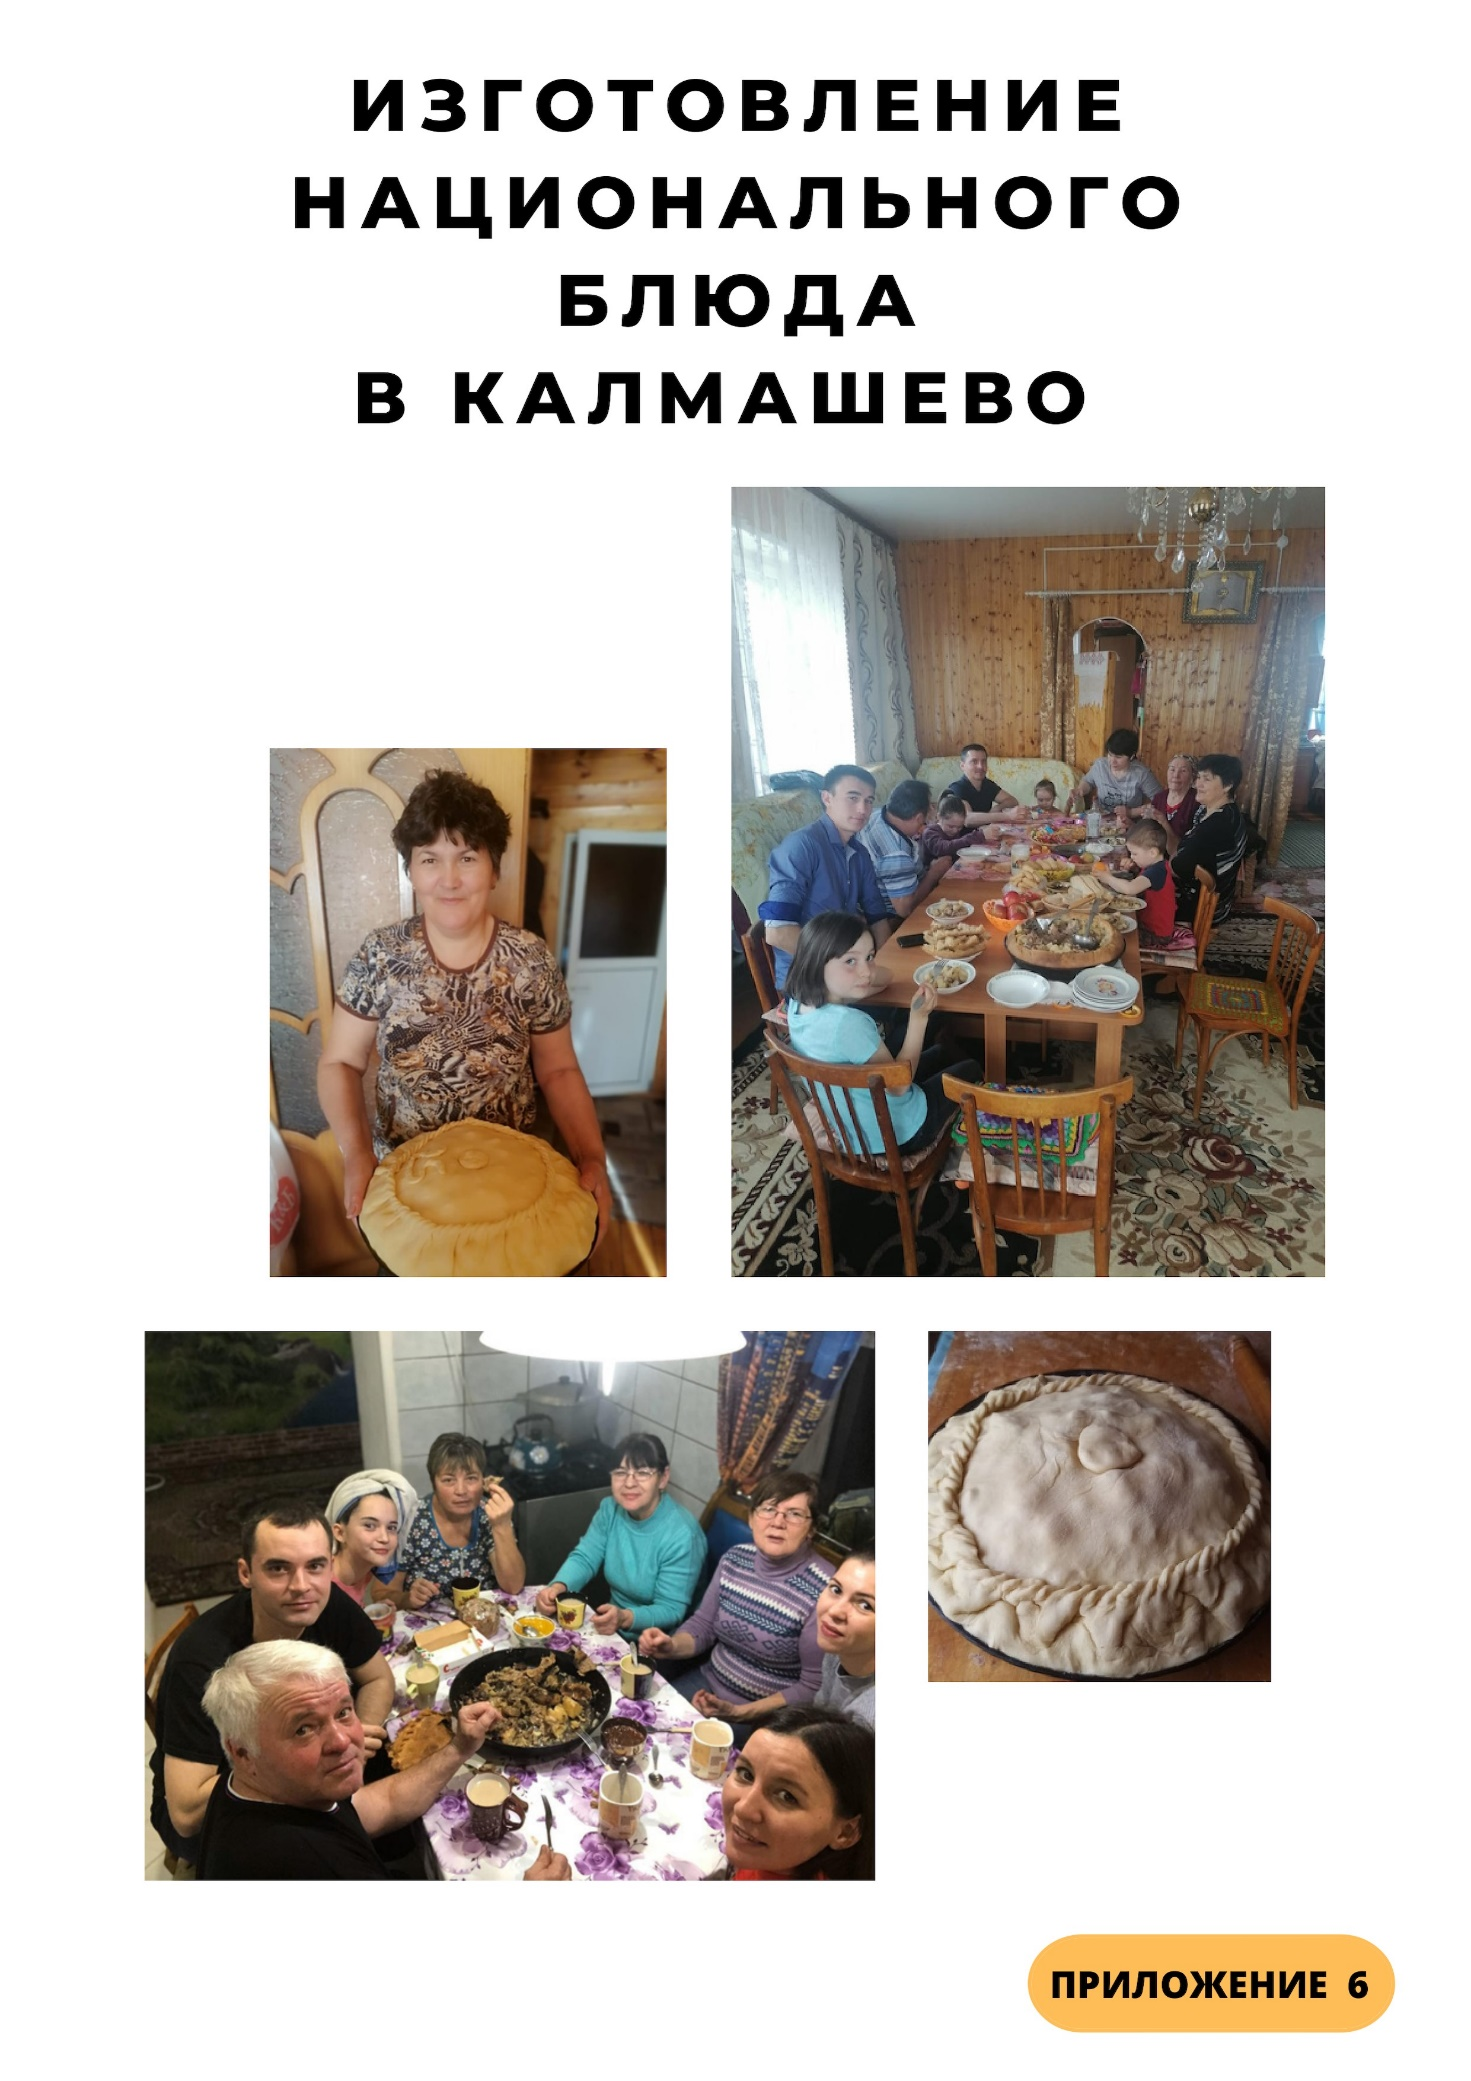 ИЗГОТОВЛЕНИЕ
НАЦИОНАЛЬНОГО
БЛЮДА
В КАЛМАШЕВО
ПРИЛОЖЕНИЕ 6